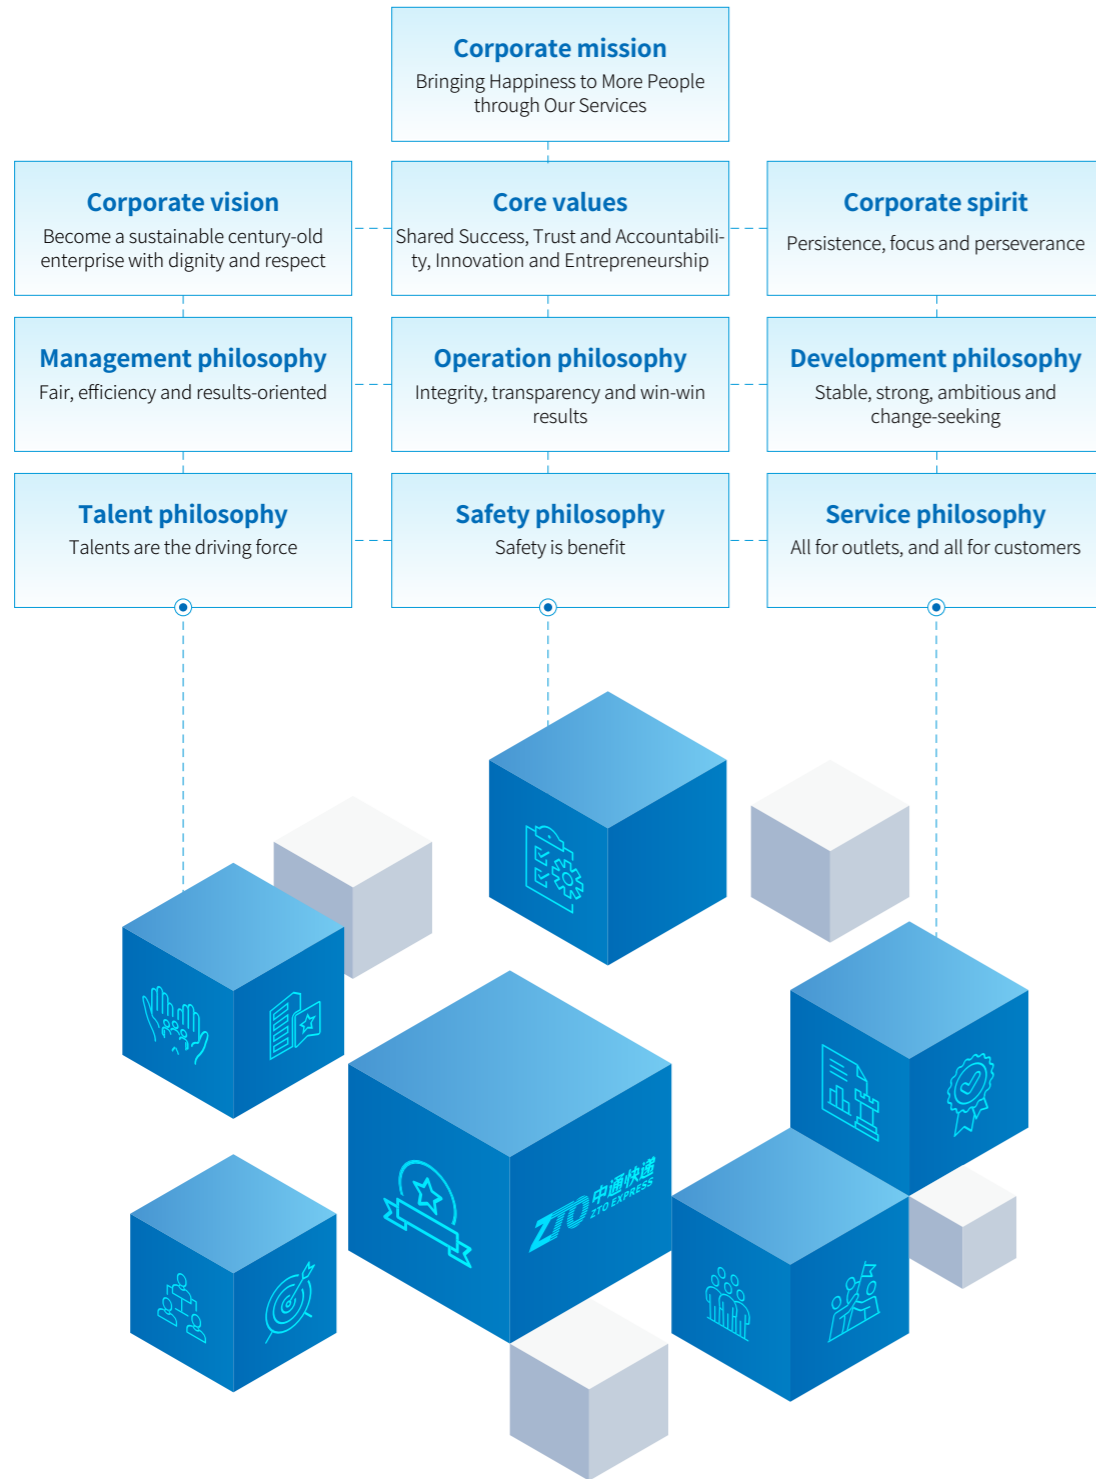 Corporate mission
Bringing Happiness to More People
through Our Services
Corporate vision
Become a sustainable century-old
enterprise with dignity and respect
Core values
Shared Success, Trust and Accountabili-
ty, Innovation and Entrepreneurship
Corporate spirit
Persistence, focus and perseverance
Management philosophy
Fair, efficiency and results-oriented
Operation philosophy
Integrity, transparency and win-win
results
Development philosophy
Stable, strong, ambitious and
change-seeking
Talent philosophy
Talents are the driving force
Safety philosophy
Safety is benefit
Service philosophy
All for outlets, and all for customers
ZTO 中通快递
ZTO EXPRESS